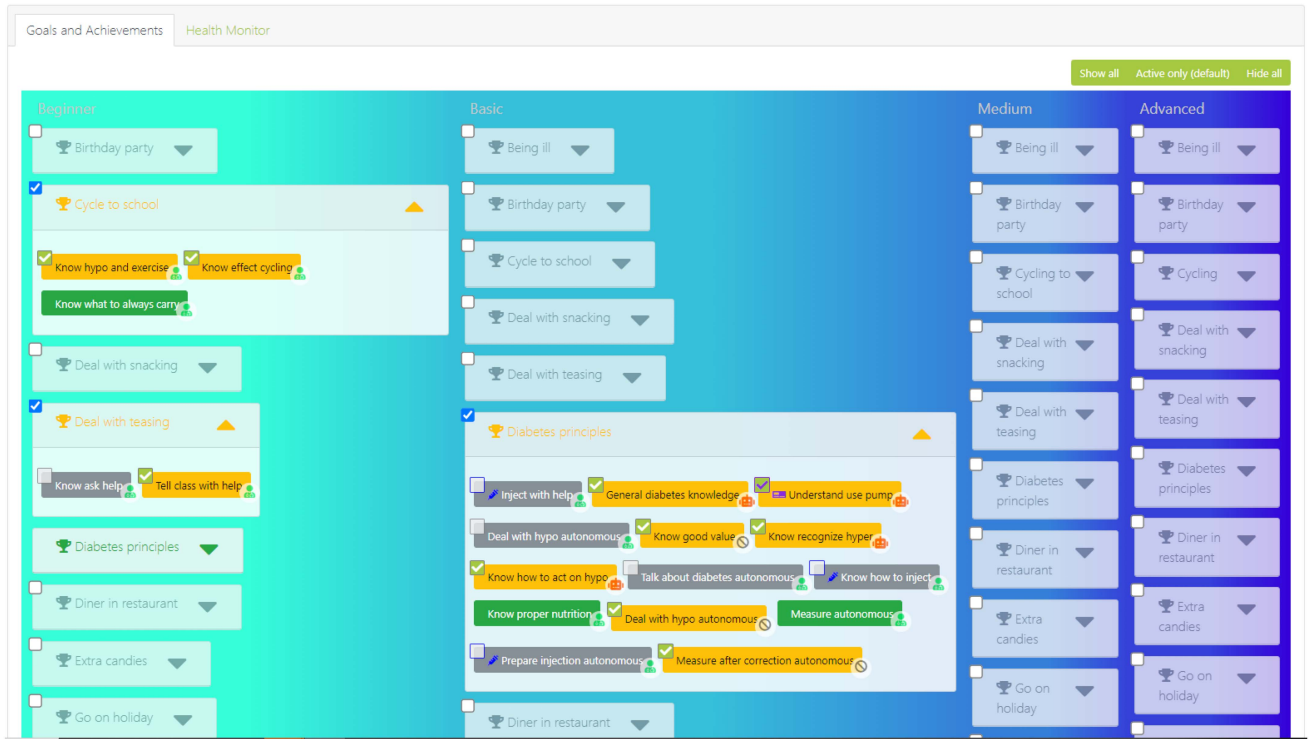 Goals and Achievements Health Monitor
Show all Active only (default) Hide all
Beginner
Birthday party
Cycle to school
Know hypo and exercise Know effect cycling
Know what to always carry
Deal with snacking
Deal with teasing
Know ask help Tell class with help
Diabetes principles
Diner in restaurant
Extra candies
Go on holiday
Basic
Being ill
Birthday party
Cycle to school
Deal with snacking
Deal with teasing
Diabetes principles
Inject with help General diabetes knowledge Understand use pump
Deal with hypo autonomous Know good value Know recognize hyper
Know how to act on hypo Talk about diabetes autonomous Know how to inject
Know proper nutrition Deal with hypo autonomous Measure autonomous
Prepare injection autonomous Measure after correction autonomous
Diner in restaurant
Medium
Being ill
Birthday
party
Cycling to
school
Deal with
snacking
Deal with
teasing
Diabetes
principles
Diner in
restaurant
Extra
candies
Go on
holiday
Advanced
Being ill
Birthday
party
Cycling
Deal with
snacking
Deal with
teasing
Diabetes
principles
Diner in
restaurant
Extra
candies
Go on
holiday